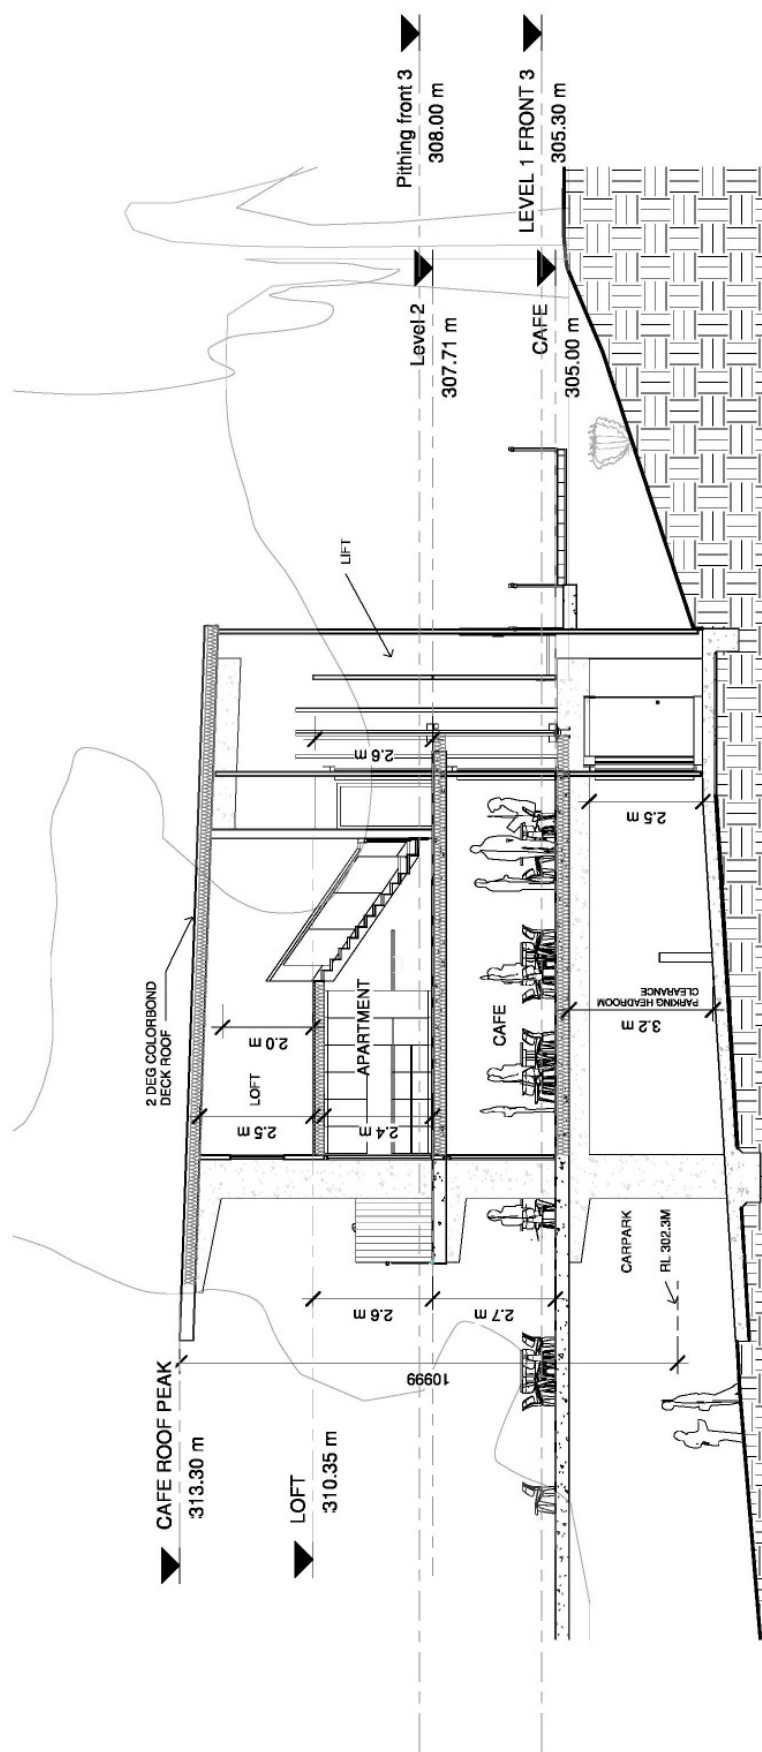 CAFE ROOF PEAK
313.30 m
LOFT
310.35 m
Pithing front 3
308.00 m
LEVEL 1 FRONT 3
305.30 m
Level 2
307.71 m
CAFE
305.00 m
2 DEG COLORBOND
DECK ROOF
LIFT
LOFT
2.0 m
2.5 m
APARTMENT
2.4 m
2.6 m
2.6 m
2.7 m
10999
CAFE
2.5 m
PARKING HEADROOM
CLEARANCE
3.2 m
CARPARK
RL 302.3M